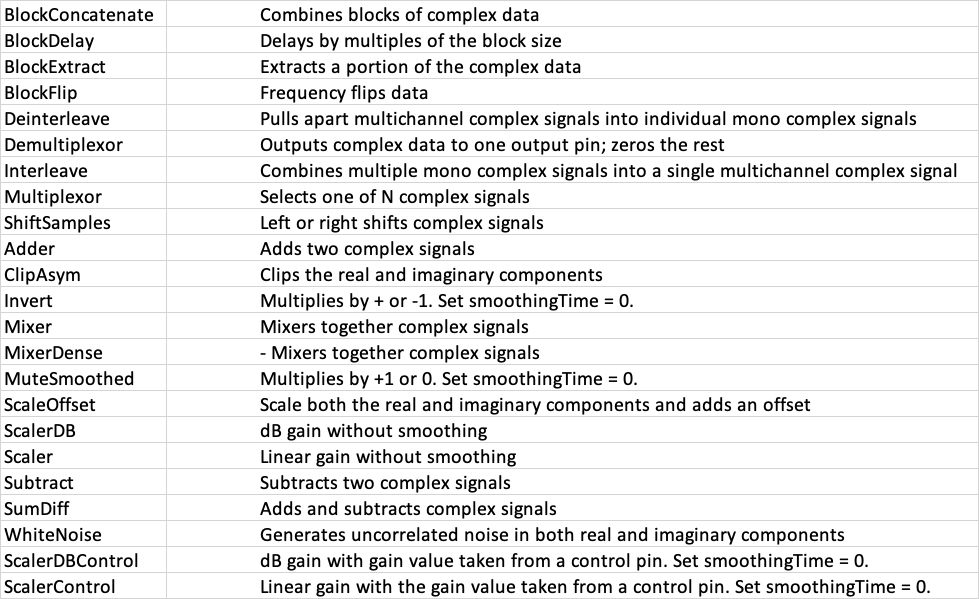 BlockConcatenate Combines blocks of complex data
BlockDelay Delays by multiples of the block size
BlockExtract Extracts a portion of the complex data
BlockFlip Frequency flips data
Deinterleave Pulls apart multichannel complex signals into individual mono complex signals
Demultiplexor Outputs complex data to one output pin; zeros the rest
Interleave Combines multiple mono complex signals into a single multichannel complex signal
Multiplexor Selects one of N complex signals
ShiftSamples Left or right shifts complex signals
Adder Adds two complex signals
ClipAsym Clips the real and imaginary components
Invert Multiplies by + or -1. Set smoothingTime = 0.
Mixer Mixers together complex signals
MixerDense - Mixers together complex signals
MuteSmoothed Multiplies by +1 or 0. Set smoothingTime = 0.
ScaleOffset Scale both the real and imaginary components and adds an offset
ScalerDB dB gain without smoothing
Scaler Linear gain without smoothing
Subtract Subtracts two complex signals
SumDiff Adds and subtracts complex signals
WhiteNoise Generates uncorrelated noise in both real and imaginary components
ScalerDBControl dB gain with gain value taken from a control pin. Set smoothingTime = 0.
ScalerControl Linear gain with the gain value taken from a control pin. Set smoothingTime = 0.